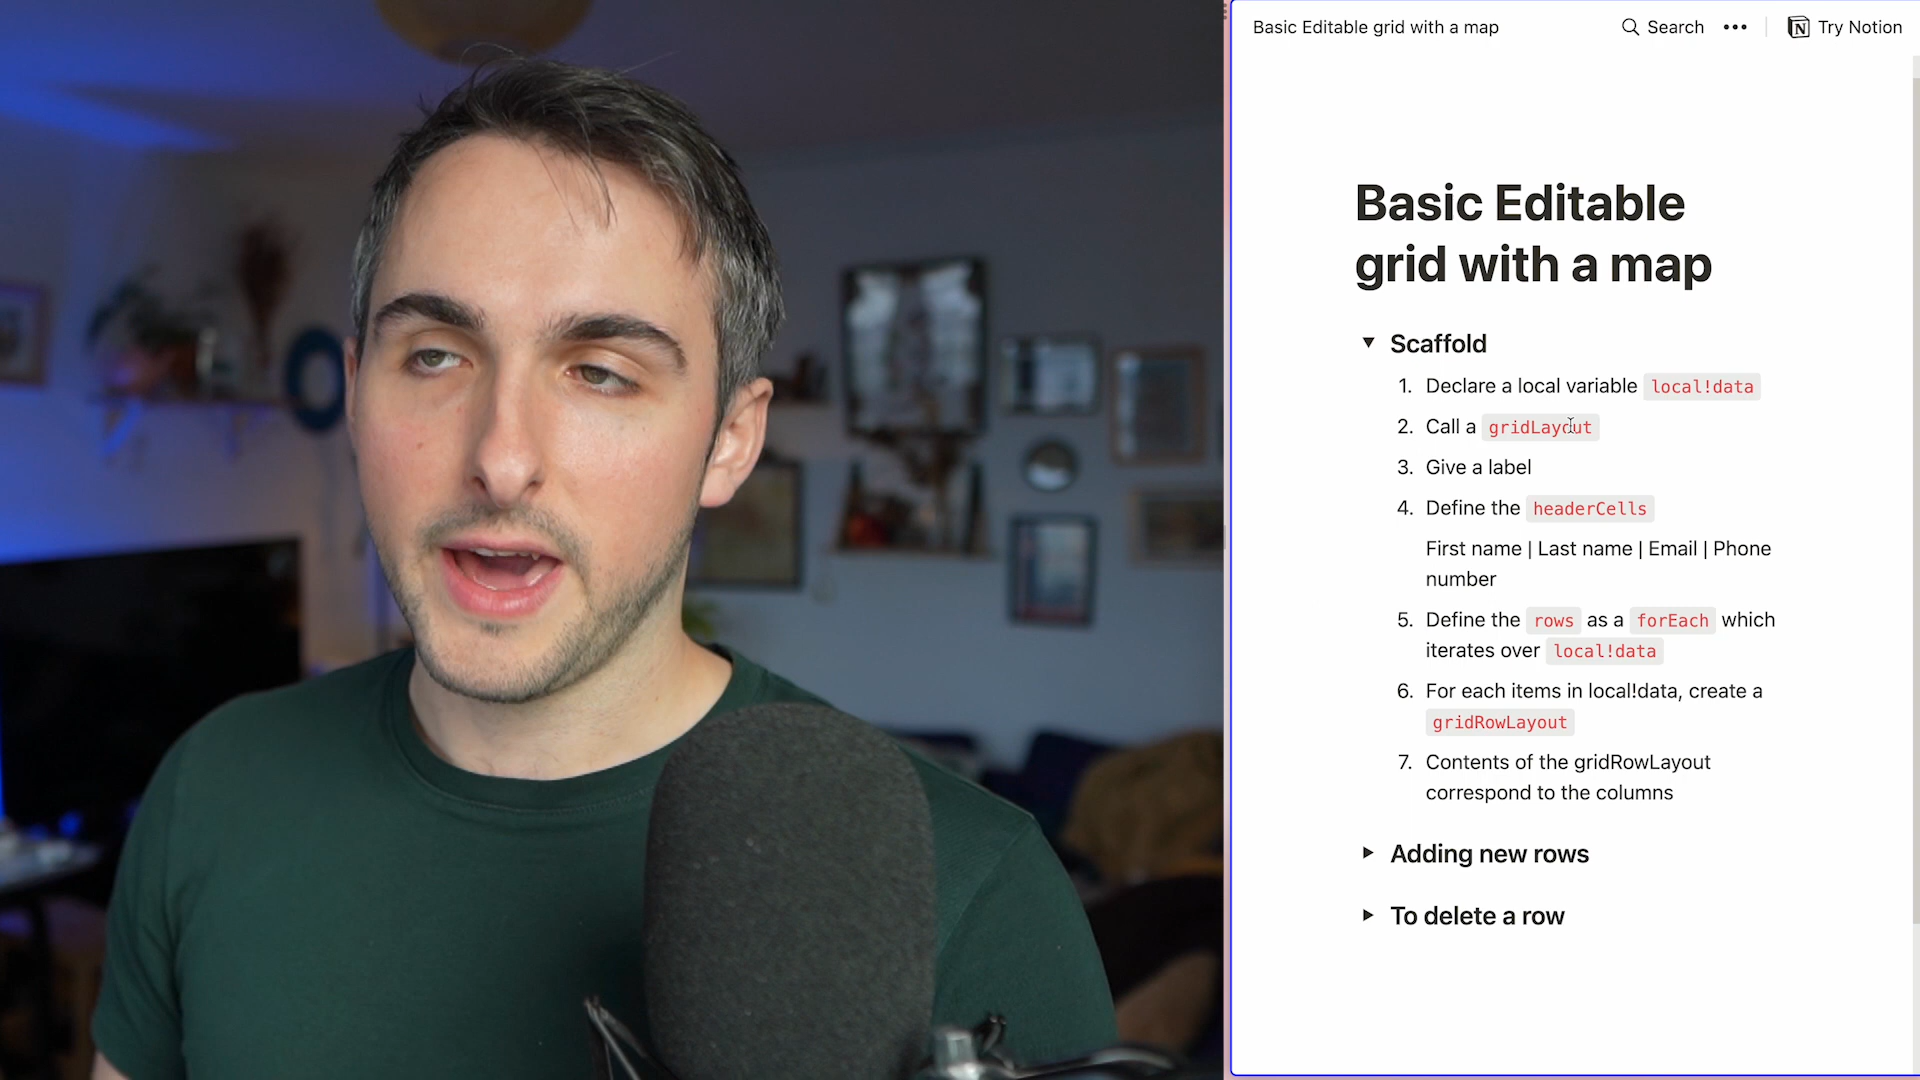 Basic Editable grid with a map
Search
Try Notion
Basic Editable
grid with a map
Scaffold
1. Declare a local variable local!data
2. Call a gridLayout
3. Give a label
4. Define the headerCells
First name | Last name | Email | Phone
number
5. Define the rows as a forEach which
iterates over local!data
6. For each items in local!data, create a
gridRowLayout
7. Contents of the gridRowLayout
correspond to the columns
Adding new rows
To delete a row